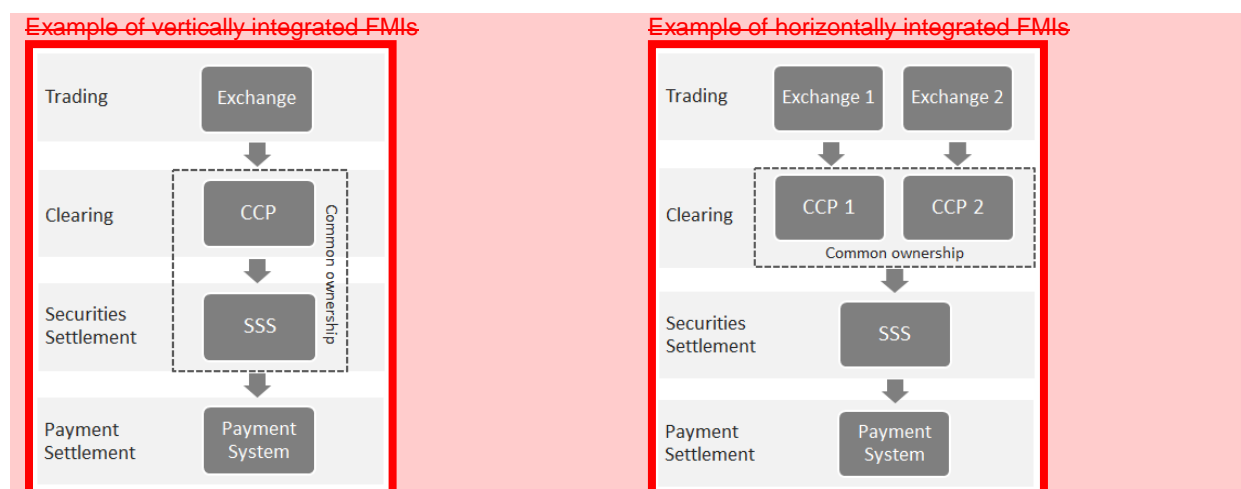 Example of vertically integrated FMIs
Trading
Exchange
Clearing
CCP
Common ownership
Securities
Settlement
SSS
Payment
Settlement
Payment
System
Example of horizontally integrated FMIs
Trading
Exchange 1
Exchange 2
Clearing
CCP 1
CCP 2
Common ownership
Securities
Settlement
SSS
Payment
Settlement
Payment
System